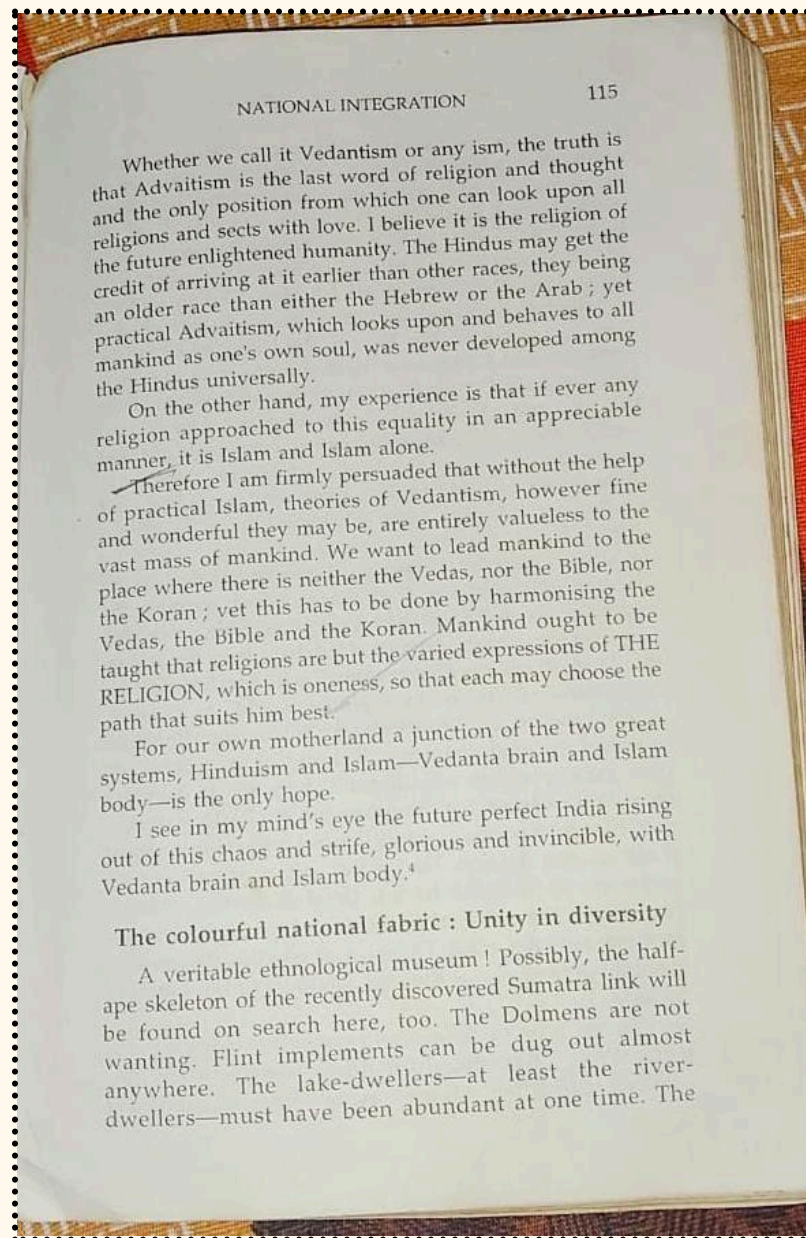 NATIONAL INTEGRATION 115
Whether we call it Vedantism or any ism, the truth is
that Advaitism is the last word of religion and thought
and the only position from which one can look upon all
religions and sects with love. I believe it is the religion of
the future enlightened humanity. The Hindus may get the
credit of arriving at it earlier than other races, they being
an older race than either the Hebrew or the Arab ; yet
practical Advaitism, which looks upon and behaves to all
mankind as one's own soul, was never developed among
the Hindus universally.
On the other hand, my experience is that if ever any
religion approached to this equality in an appreciable
manner, it is Islam and Islam alone.
Therefore I am firmly persuaded that without the help
of practical Islam, theories of Vedantism, however fine
and wonderful they may be, are entirely valueless to the
vast mass of mankind. We want to lead mankind to the
place where there is neither the Vedas, nor the Bible, nor
the Koran ; yet this has to be done by harmonising the
Vedas, the Bible and the Koran. Mankind ought to be
taught that religions are but the varied expressions of THE
RELIGION, which is oneness, so that each may choose the
path that suits him best.
For our own motherland a junction of the two great
systems, Hinduism and Islam—Vedanta brain and Islam
body—is the only hope.
I see in my mind's eye the future perfect India rising
out of this chaos and strife, glorious and invincible, with
Vedanta brain and Islam body.⁴
The colourful national fabric : Unity in diversity
A veritable ethnological museum ! Possibly, the half-
ape skeleton of the recently discovered Sumatra link will
be found on search here, too. The Dolmens are not
wanting. Flint implements can be dug out almost
anywhere. The lake-dwellers—at least the river-
dwellers—must have been abundant at one time. The